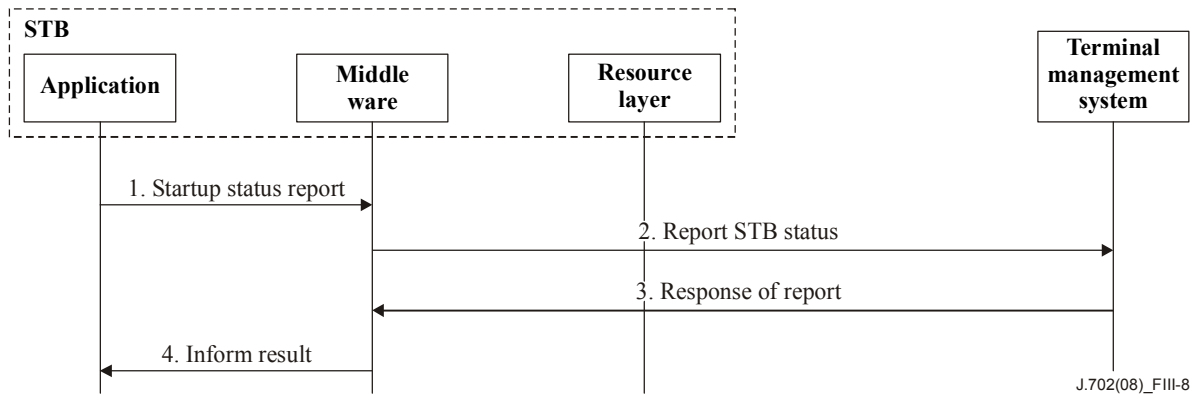 STB
Application
Middle
ware
Resource
layer
Terminal
management
system
1. Startup status report
2. Report STB status
3. Response of report
4. Inform result
J.702(08)_FIII-8